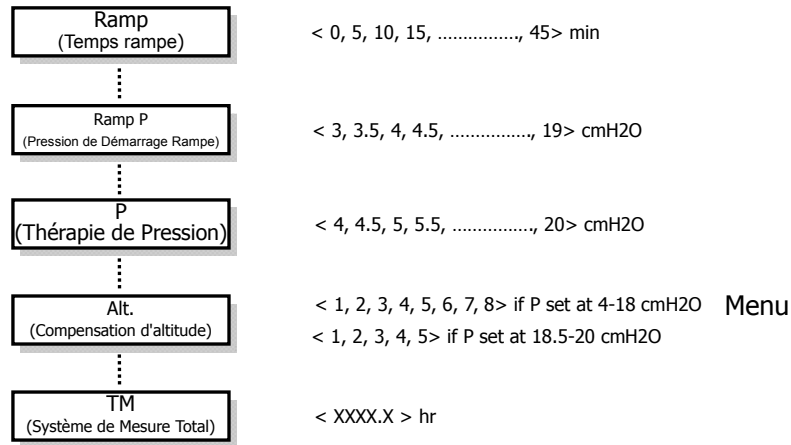 Ramp
(Temps rampe)
< 0, 5, 10, 15, ................, 45> min
Ramp P
(Pression de Démarrage Rampe)
< 3, 3.5, 4, 4.5, ................, 19> cmH2O
P
(Thérapie de Pression)
< 4, 4.5, 5, 5.5, ................, 20> cmH2O
Alt.
(Compensation d'altitude)
< 1, 2, 3, 4, 5, 6, 7, 8> if P set at 4-18 cmH2O
< 1, 2, 3, 4, 5> if P set at 18.5-20 cmH2O
Menu
TM
(Système de Mesure Total)
< XXXX.X > hr